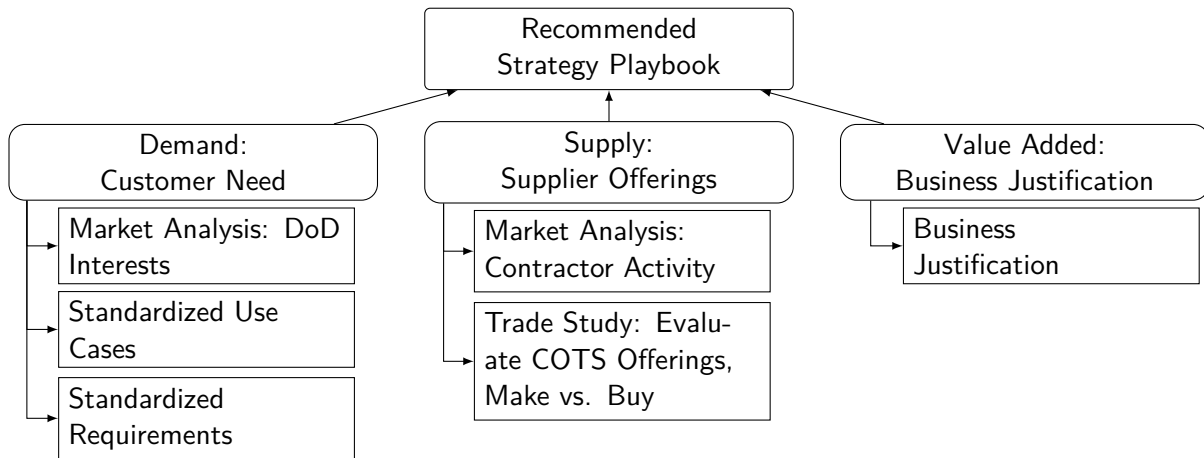 Recommended
Strategy Playbook
Demand:
Customer Need
Supply:
Supplier Offerings
Value Added:
Business Justification
Market Analysis: DoD
Interests
Standardized Use
Cases
Standardized
Requirements
Market Analysis:
Contractor Activity
Trade Study: Evalu-
ate COTS Offerings,
Make vs. Buy
Business
Justification